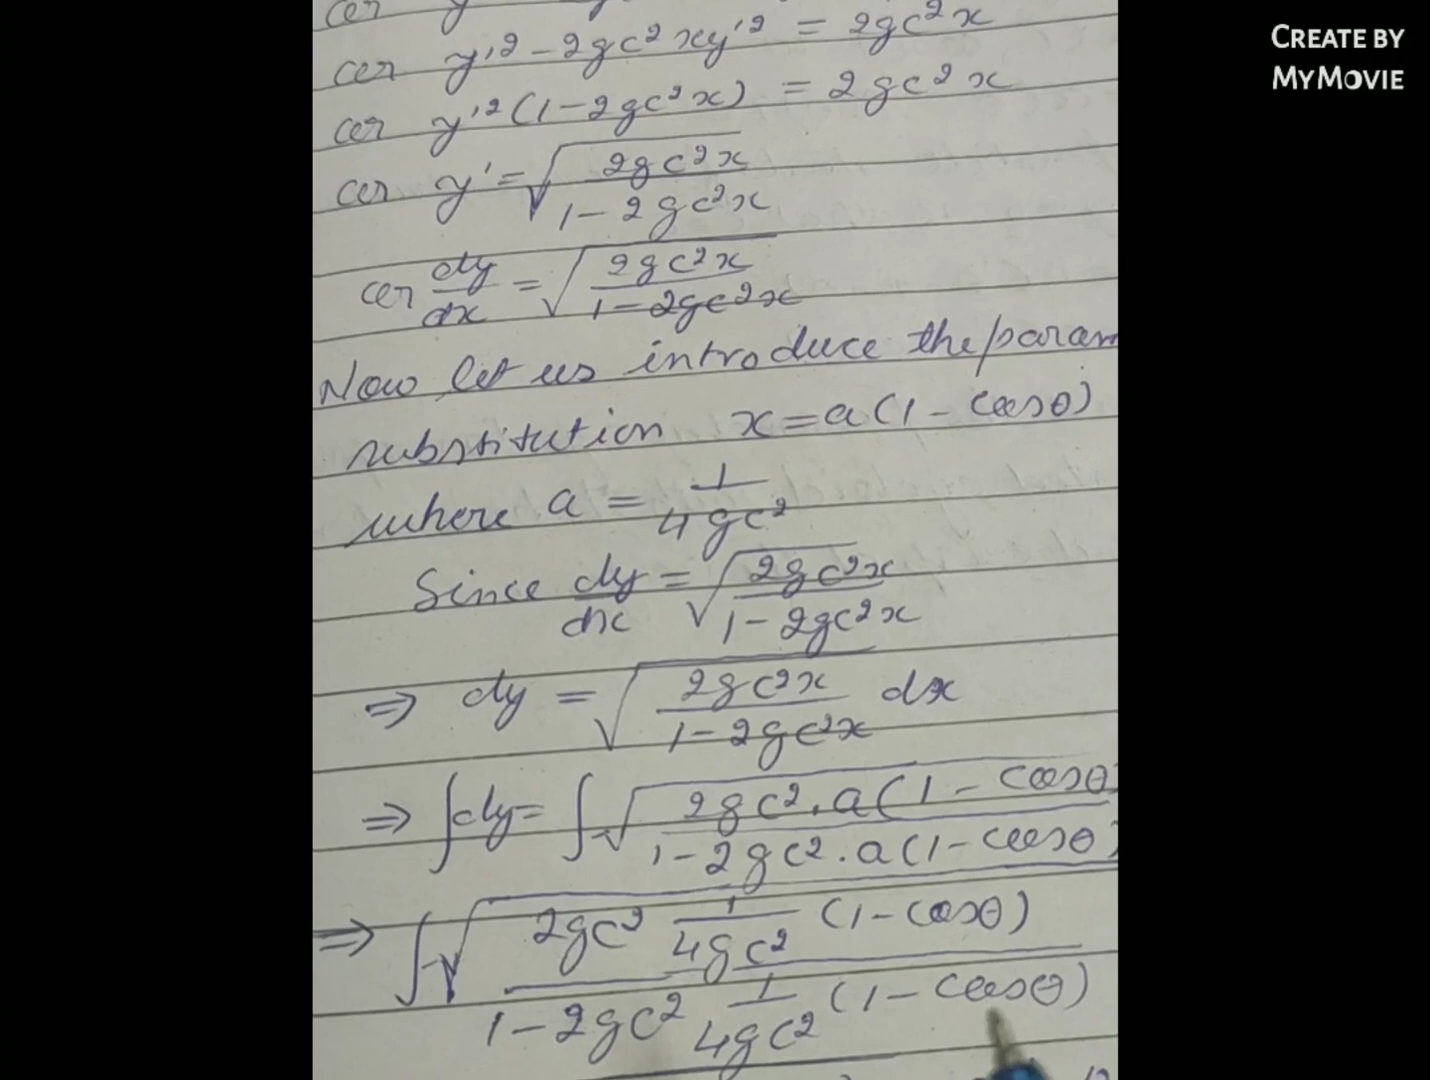 or y'² - 2gc²xy'² = 2gc²x
or y'²(1 - 2gc²x) = 2gc²x
or y' = √(2gc²x / 1 - 2gc²x)
or dy/dx = √(2gc²x / 1 - 2gc²x)
Now let us introduce the param
substitution x = a(1 - cosθ)
where a = 1/4gc²
Since dy/dx = √(2gc²x / 1 - 2gc²x)
⇒ dy = √(2gc²x / 1 - 2gc²x) dx
⇒ ∫dy = ∫√(2gc².a(1 - cosθ) / 1 - 2gc².a(1 - cosθ)
⇒ ∫√(2gc² 1/4gc² (1 - cosθ) / 1 - 2gc² 1/4gc² (1 - cosθ))
CREATE BY
MYMOVIE